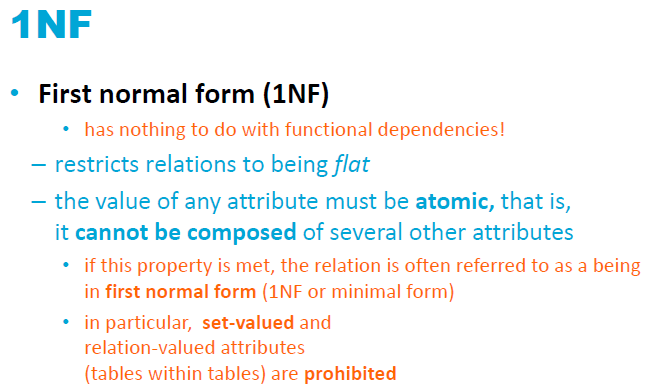 1NF
• First normal form (1NF)
• has nothing to do with functional dependencies!
– restricts relations to being flat
– the value of any attribute must be atomic, that is,
it cannot be composed of several other attributes
• if this property is met, the relation is often referred to as a being
in first normal form (1NF or minimal form)
• in particular, set-valued and
relation-valued attributes
(tables within tables) are prohibited